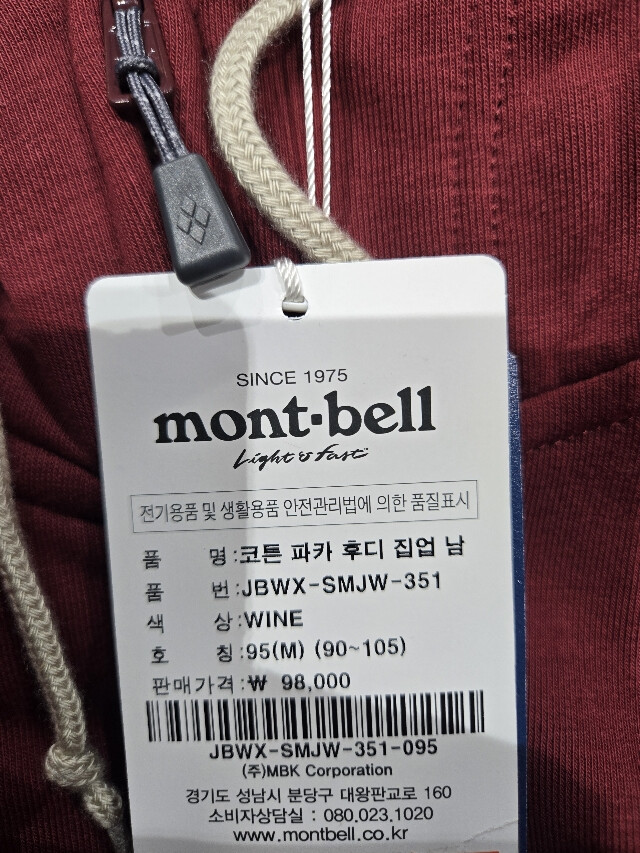 SINCE 1975
mont-bell
Light & Fast
전기용품 및 생활용품 안전관리법에 의한 품질표시
품 명:코튼 파카 후디 집업 남
품 번:JBWX-SMJW-351
색 상:WINE
호 칭:95(M) (90~105)
판매가격:₩ 98,000
JBWX-SMJW-351-095
(주)MBK Corporation
경기도 성남시 분당구 대왕판교로 160
소비자상담실 : 080.023.1020
www.montbell.co.kr